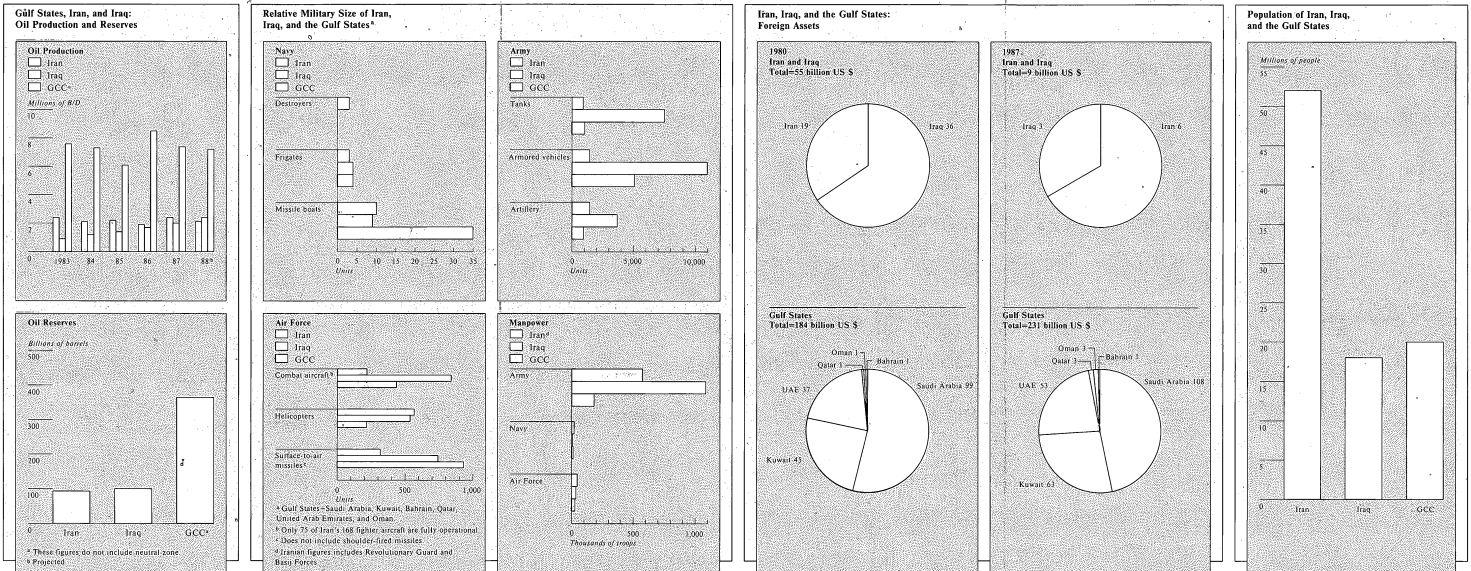 Gulf States, Iran, and Iraq:
Oil Production and Reserves
Oil Production
Iran
Iraq
GCC
Millions of B/D
10
8
6
4
2
0
1983 84 85 86 87 88ᵇ
Oil Reserves
Billions of barrels
500
400
300
200
100
0
Iran Iraq GCCᵃ
ᵃ These figures do not include neutral zone.
ᵇ Projected
Relative Military Size of Iran,
Iraq, and the Gulf Statesᵃ
Navy
Iran
Iraq
GCC
Destroyers
Frigates
Missile boats
0 5 10 15 20 25 30 35
Units
Army
Iran
Iraq
GCC
Tanks
Armored vehicles
Artillery
0 5,000 10,000
Units
Air Force
Iran
Iraq
GCC
Combat aircraftᵇ
Helicopters
Surface-to-air
missilesᶜ
0 500 1,000
Units
ᵃ Gulf States=Saudi Arabia, Kuwait, Bahrain, Qatar,
United Arab Emirates, and Oman.
ᵇ Only 75 of Iran's 168 fighter aircraft are fully operational.
ᶜ Does not include shoulder-fired missiles.
ᵈ Iranian figures includes Revolutionary Guard and
Basij Forces
Manpower
Iranᵈ
Iraq
GCC
Army
Navy
Air Force
0 500 1,000
Thousands of troops
Iran, Iraq, and the Gulf States:
Foreign Assets
1980
Iran and Iraq
Total=55 billion US $
Iran 19
Iraq 36
1987
Iran and Iraq
Total=9 billion US $
Iraq 3
Iran 6
Gulf States
Total=184 billion US $
Oman 1
Qatar 1
Bahrain 1
UAE 37
Saudi Arabia 99
Kuwait 45
Gulf States
Total=231 billion US $
Oman 3
Qatar 3
Bahrain 1
UAE 53
Saudi Arabia 108
Kuwait 63
Population of Iran, Iraq,
and the Gulf States
Millions of people
55
50
45
40
35
30
25
20
15
10
5
0
Iran Iraq GCC